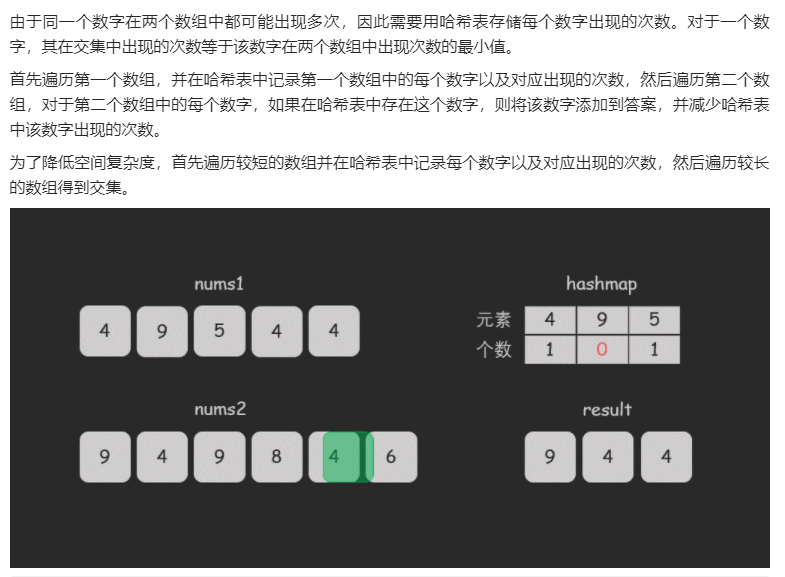 由于同一个数字在两个数组中都可能出现多次，因此需要用哈希表存储每个数字出现的次数。对于一个数
字，其在交集中出现的次数等于该数字在两个数组中出现次数的最小值。
首先遍历第一个数组，并在哈希表中记录第一个数组中的每个数字以及对应出现的次数，然后遍历第二个数
组，对于第二个数组中的每个数字，如果在哈希表中存在这个数字，则将该数字添加到答案，并减少哈希表
中该数字出现的次数。
为了降低空间复杂度，首先遍历较短的数组并在哈希表中记录每个数字以及对应出现的次数，然后遍历较长
的数组得到交集。
nums1
4 9 5 4 4
hashmap
元素 4 9 5
个数 1 0 1
nums2
9 4 9 8 4 6
result
9 4 4